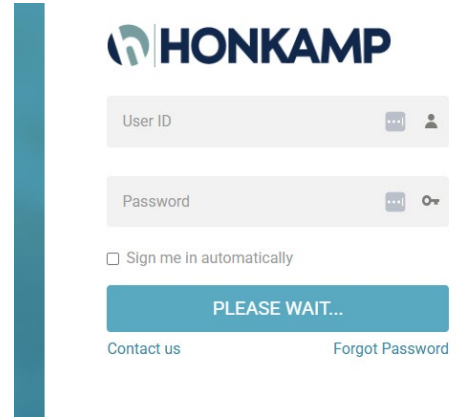 HONKAMP
User ID
Password
Sign me in automatically
PLEASE WAIT...
Contact us Forgot Password